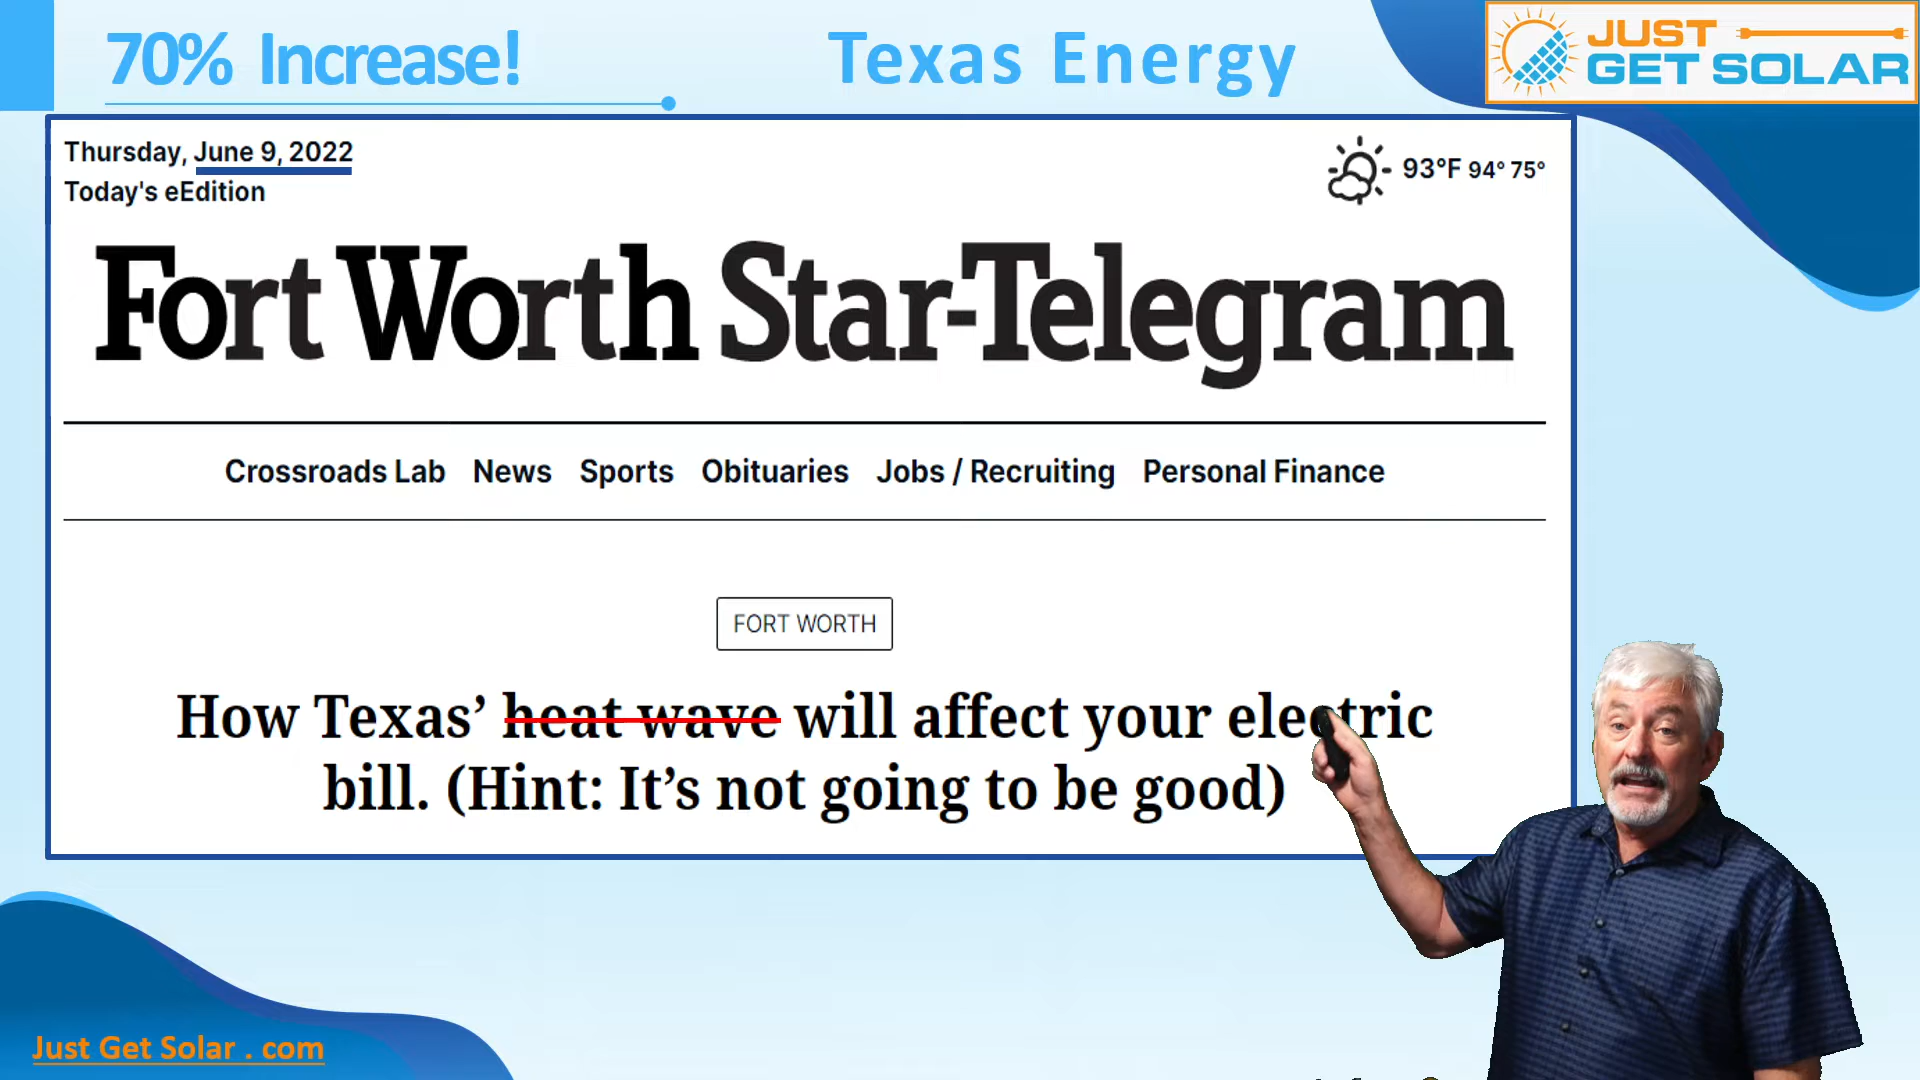 70% Increase!
Texas Energy
JUST
GET SOLAR
Thursday, June 9, 2022
Today's eEdition
93°F 94° 75°
Fort Worth Star-Telegram
Crossroads Lab News Sports Obituaries Jobs / Recruiting Personal Finance
FORT WORTH
How Texas’ heat wave will affect your electric
bill. (Hint: It’s not going to be good)
Just Get Solar . com